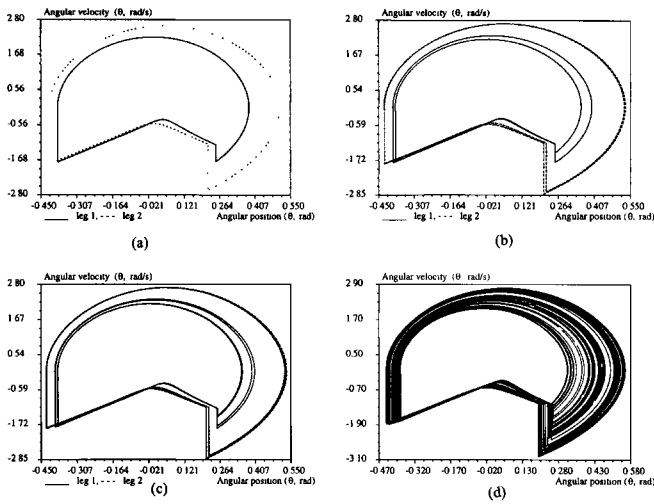 Angular velocity (θ, rad/s)
2.80
1.68
0.56
-0.56
-1.68
-2.80
-0.450 -0.307 -0.164 -0.021 0.121 0.264 0.407 0.550
leg 1, leg 2 Angular position (θ, rad)
(a)
Angular velocity (θ, rad/s)
2.80
1.67
0.54
-0.59
-1.72
-2.85
-0.450 -0.307 -0.164 -0.021 0.121 0.264 0.407 0.550
leg 1, leg 2 Angular position (θ, rad)
(b)
Angular velocity (θ, rad/s)
2.80
1.67
0.54
-0.59
-1.72
-2.85
-0.450 -0.307 -0.164 -0.021 0.121 0.264 0.407 0.550
leg 1, leg 2 Angular position (θ, rad)
(c)
Angular velocity (θ, rad/s)
2.90
1.70
0.50
-0.70
-1.90
-3.10
-0.470 -0.320 -0.170 -0.020 0.130 0.280 0.430 0.580
Angular position (θ, rad)
(d)